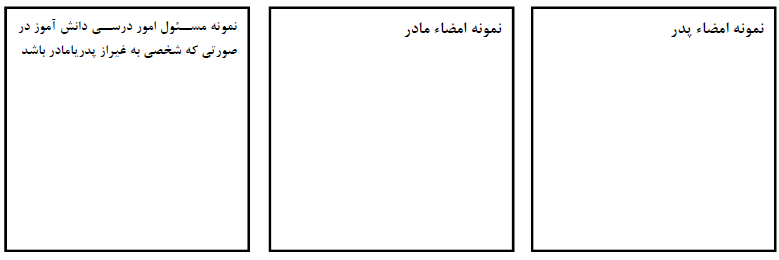 نمونه امضاء پدر
نمونه امضاء مادر
نمونه مسئول امور درسی دانش آموز در
صورتی که شخصی به غیراز پدریامادر باشد